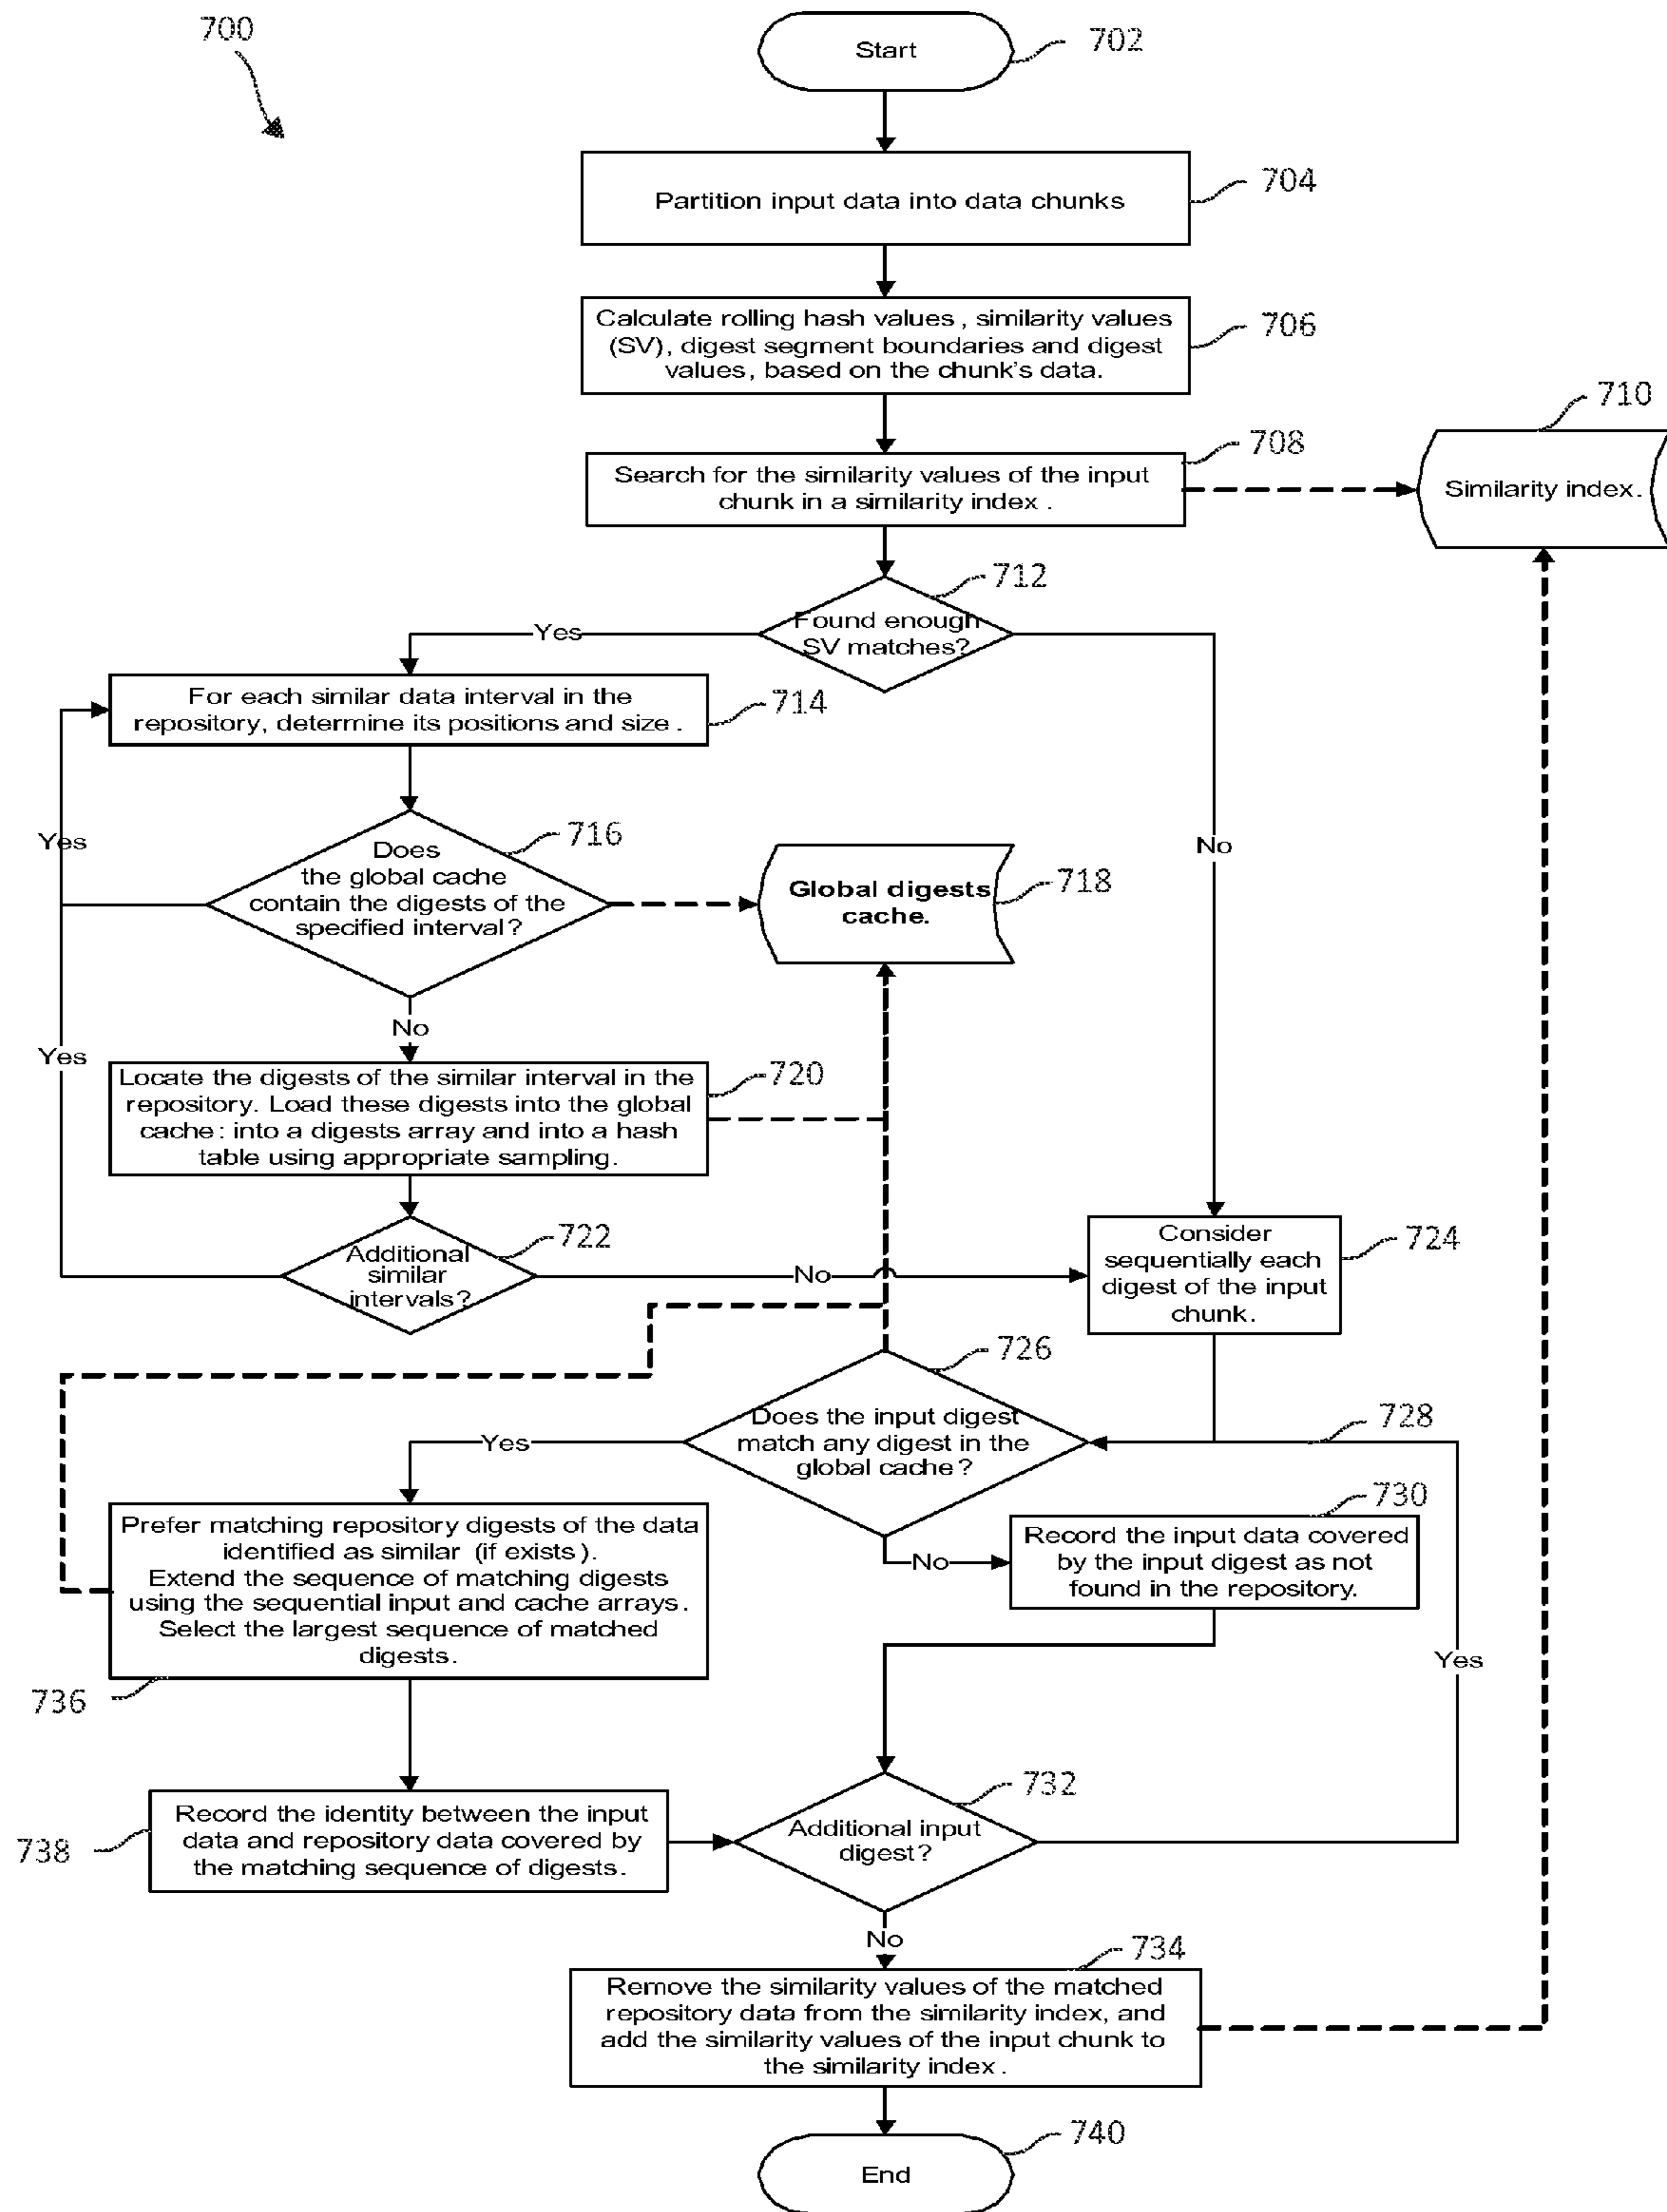 700
Start
702
Partition input data into data chunks
704
Calculate rolling hash values , similarity values
(SV), digest segment boundaries and digest
values, based on the chunk's data.
706
Search for the similarity values of the input
chunk in a similarity index .
708
Similarity index.
710
Found enough
SV matches?
712
Yes
No
For each similar data interval in the
repository, determine its positions and size .
714
Does
the global cache
contain the digests of the
specified interval?
716
Yes
Global digests
cache.
718
No
Yes
Locate the digests of the similar interval in the
repository. Load these digests into the global
cache: into a digests array and into a hash
table using appropriate sampling.
720
Additional
similar
intervals?
722
No
Consider
sequentially each
digest of the input
chunk.
724
Does the input digest
match any digest in the
global cache?
726
728
Yes
No
Record the input data covered
by the input digest as not
found in the repository.
730
Prefer matching repository digests of the data
identified as similar (if exists).
Extend the sequence of matching digests
using the sequential input and cache arrays.
Select the largest sequence of matched
digests.
736
Yes
Record the identity between the input
data and repository data covered by
the matching sequence of digests.
738
Additional input
digest?
732
No
Remove the similarity values of the matched
repository data from the similarity index, and
add the similarity values of the input chunk to
the similarity index.
734
End
740